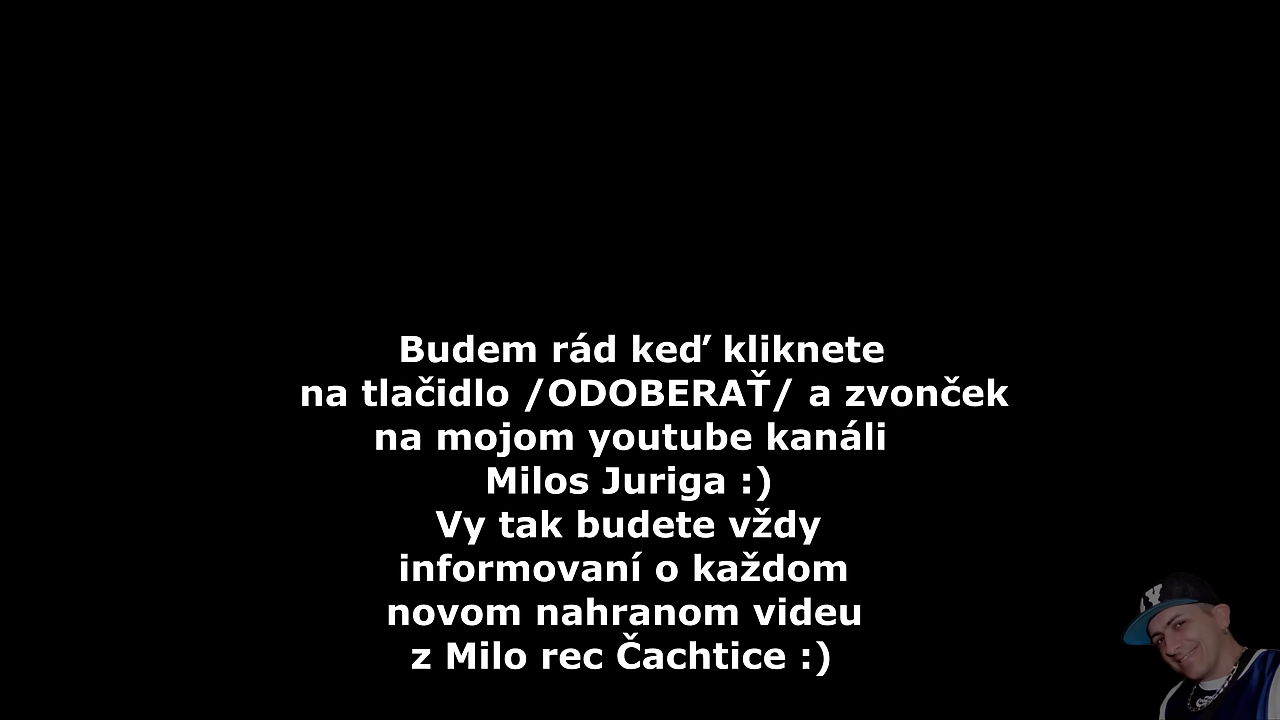 Budem rád keď kliknete
na tlačidlo /ODOBERAŤ/ a zvonček
na mojom youtube kanáli
Milos Juriga :)
Vy tak budete vždy
informovaní o každom
novom nahranom videu
z Milo rec Čachtice :)